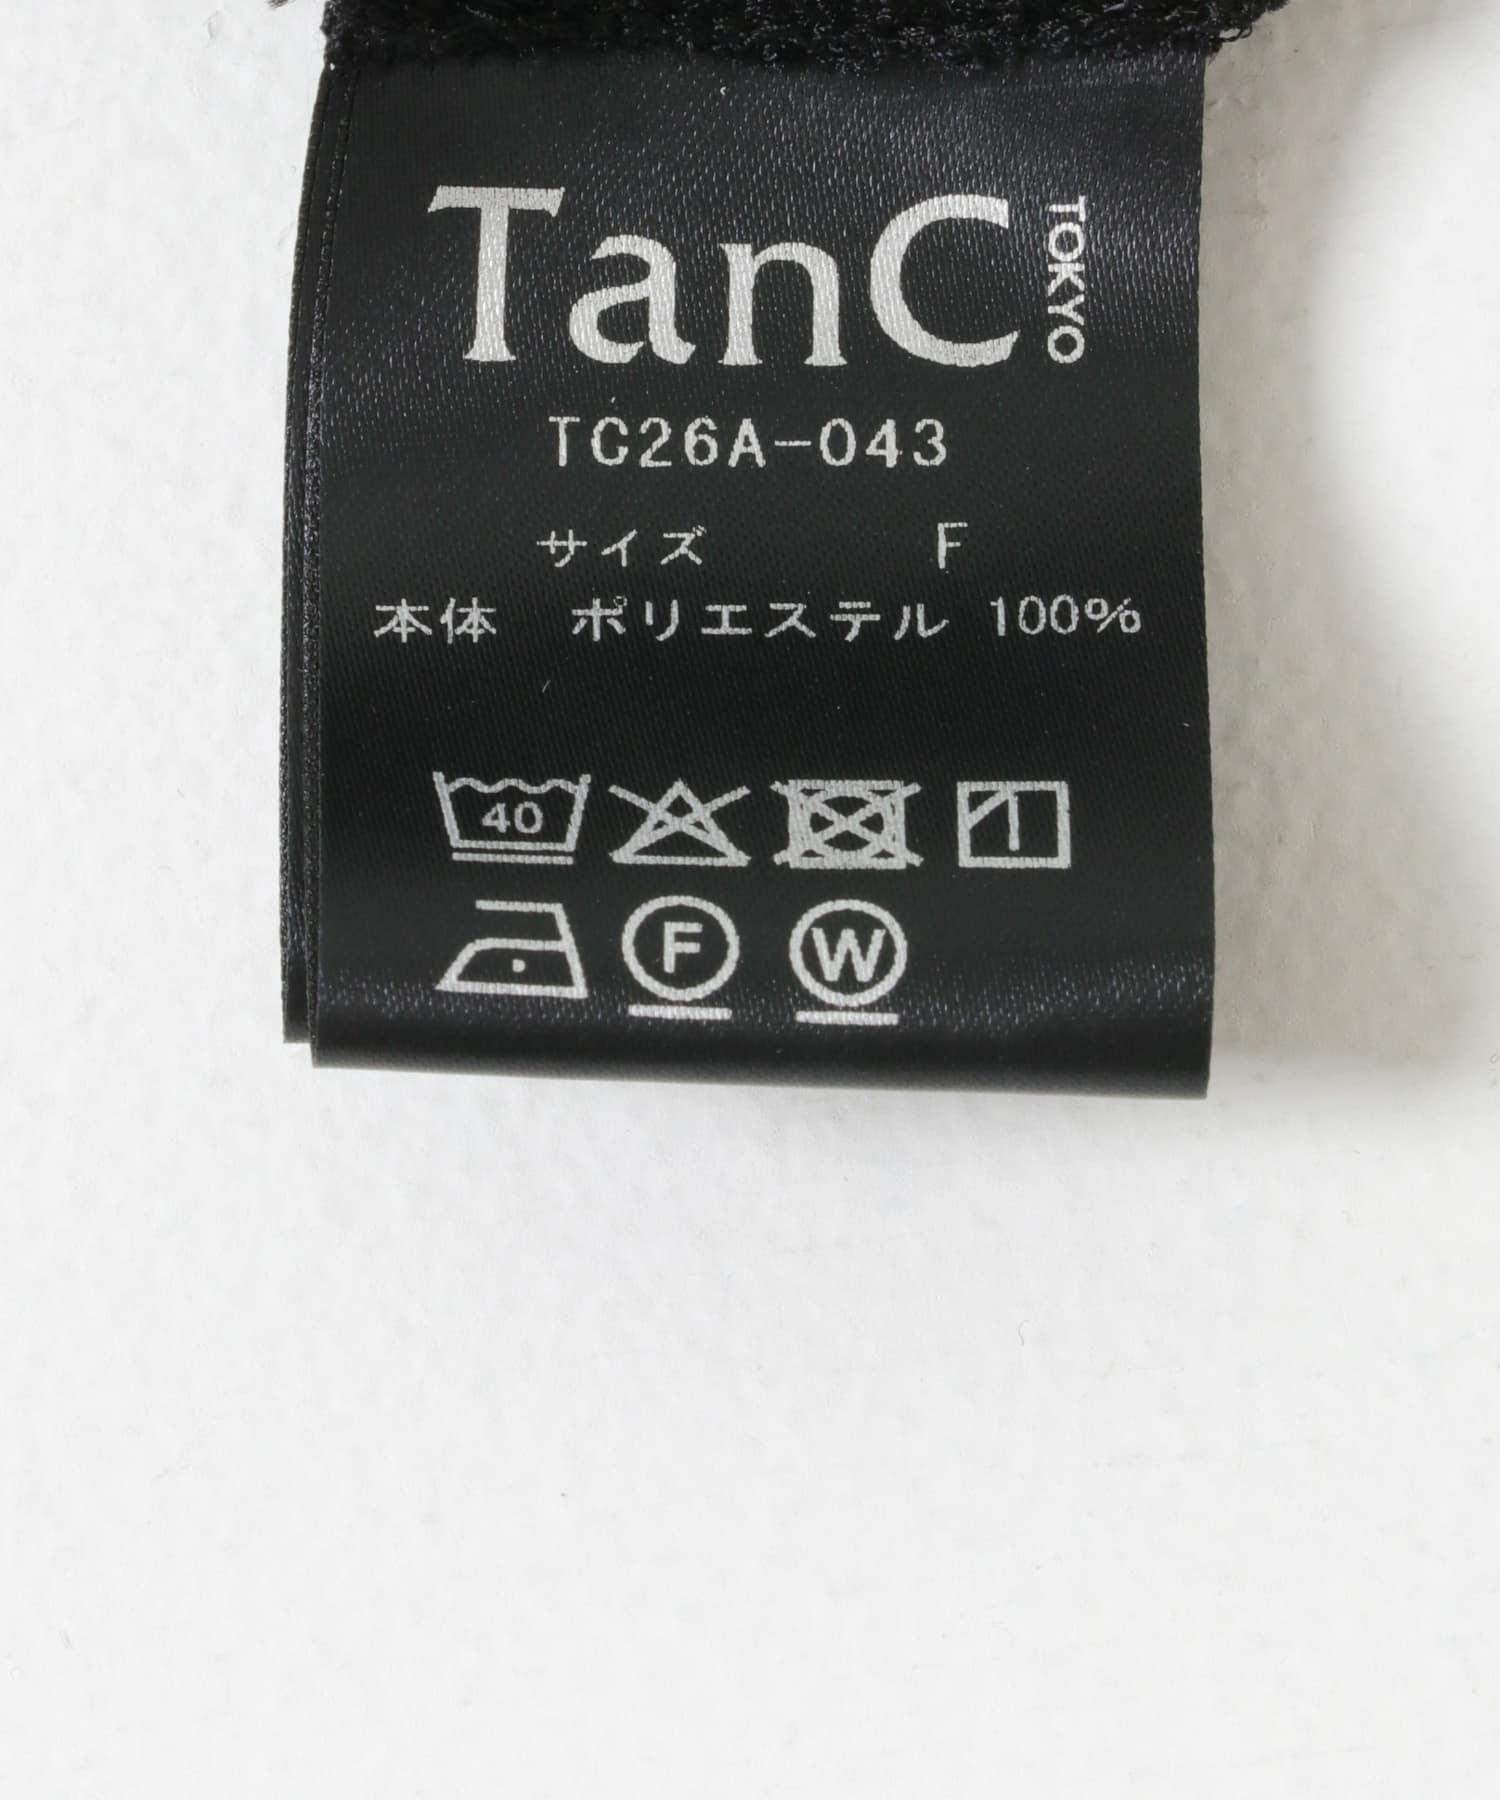 TanC TOKYO
TC26A-043
サイズ F
本体 ポリエステル 100%
40
F W